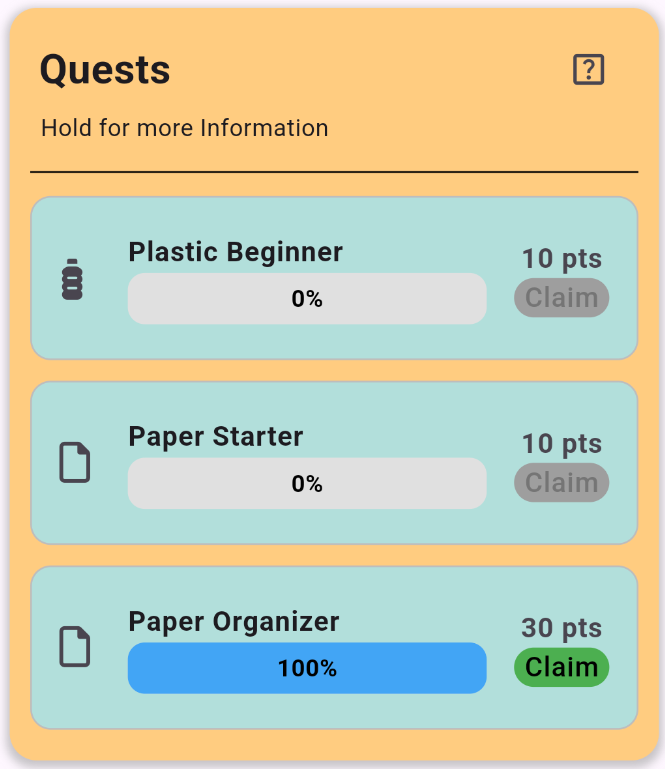 Quests
?
Hold for more Information
Plastic Beginner
10 pts
0%
Claim
Paper Starter
10 pts
0%
Claim
Paper Organizer
30 pts
100%
Claim